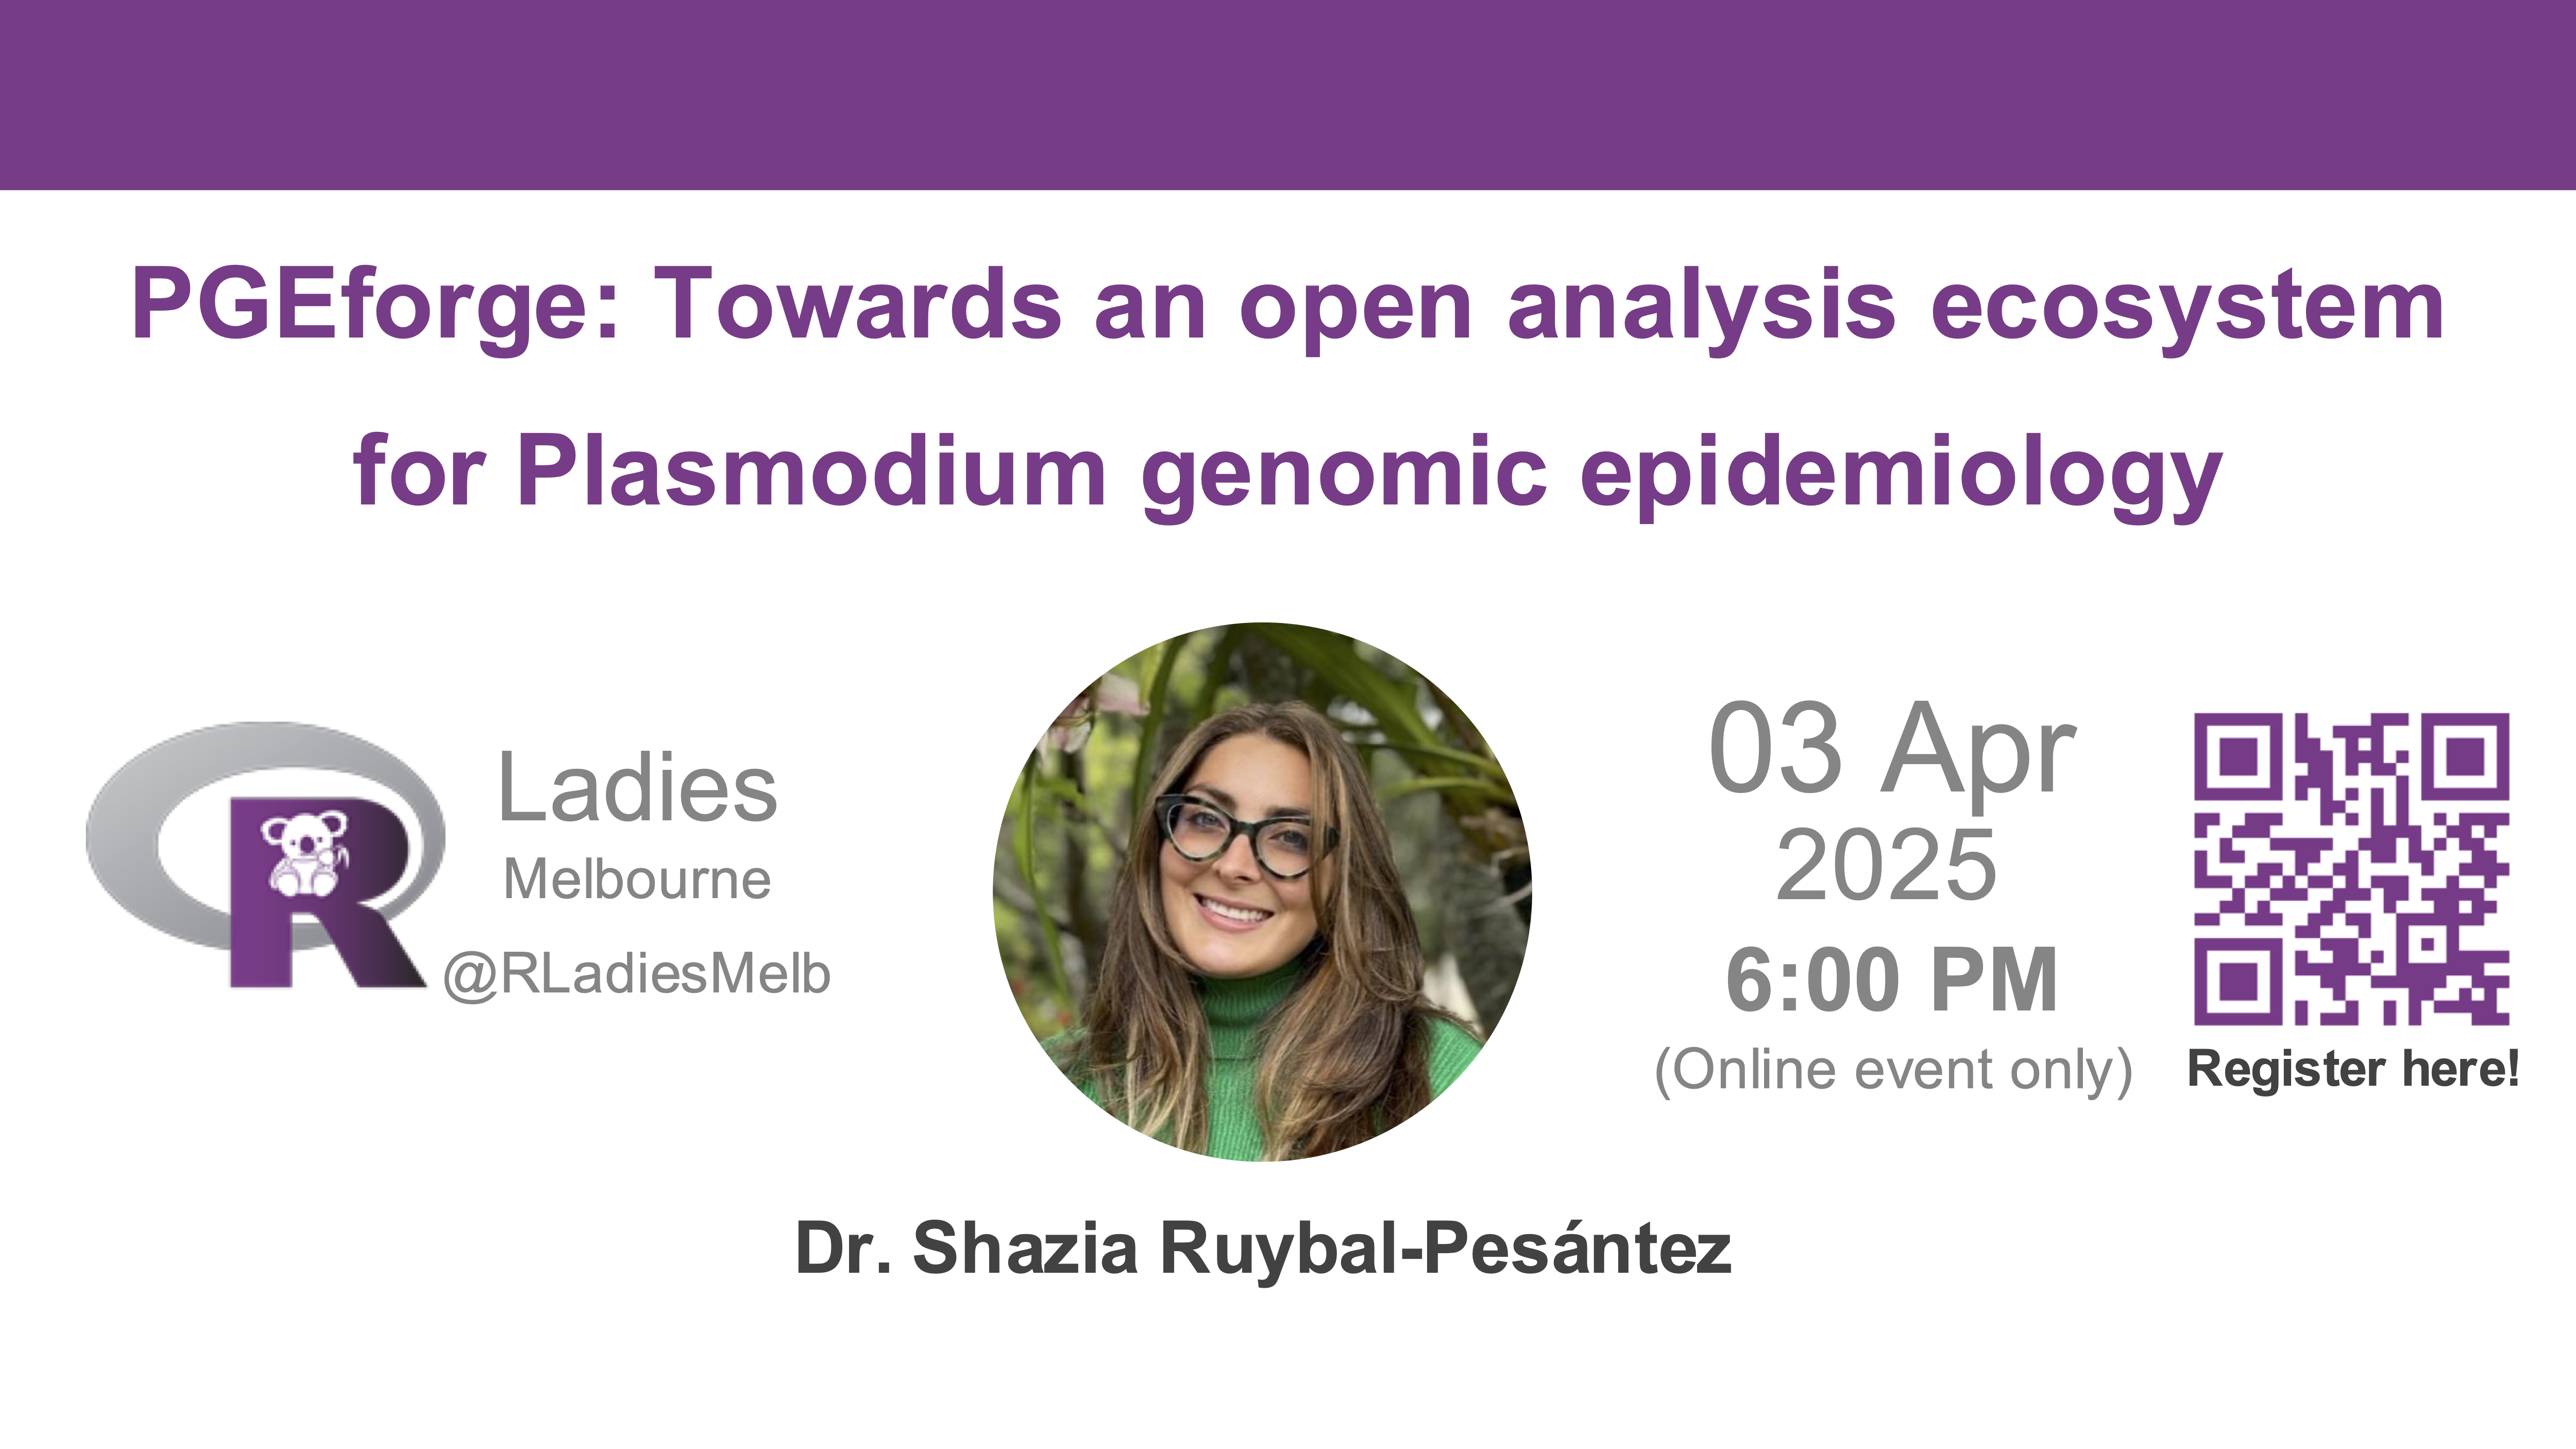 PGEforge: Towards an open analysis ecosystem
for Plasmodium genomic epidemiology
R
Ladies
Melbourne
@RLadiesMelb
03 Apr
2025
6:00 PM
(Online event only)
Register here!
Dr. Shazia Ruybal-Pesántez